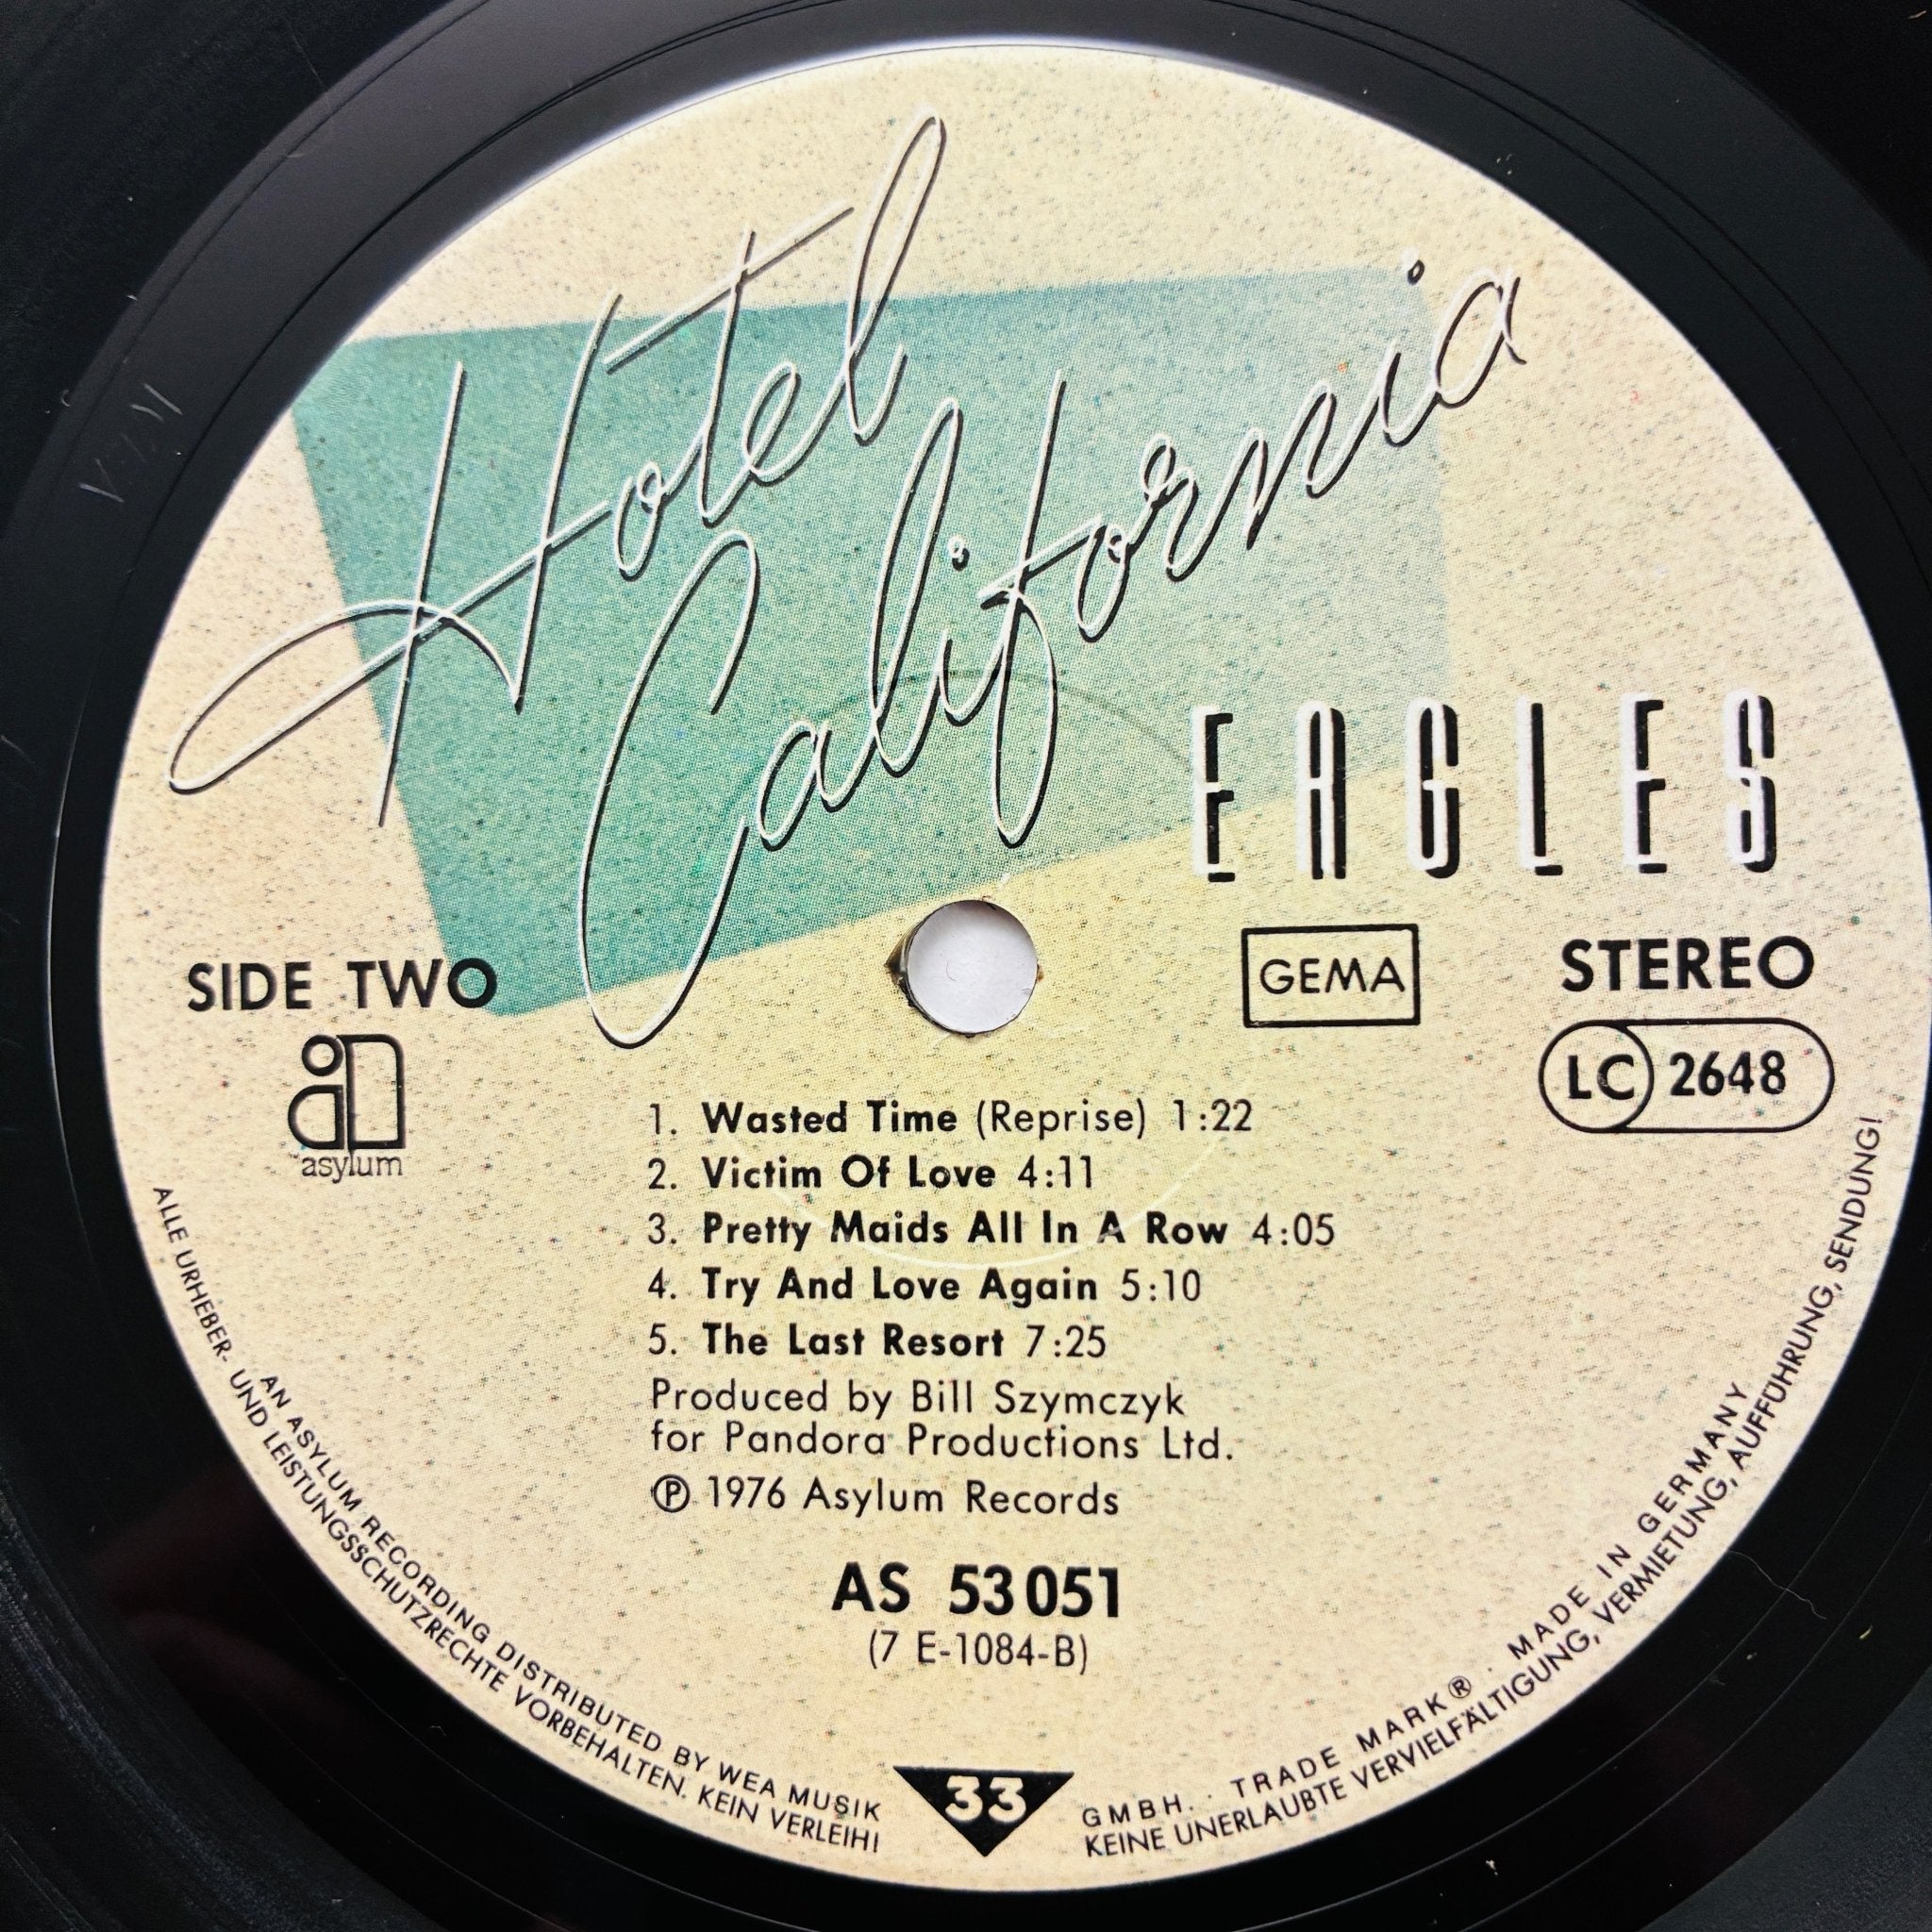 Hotel
California
EAGLES
SIDE TWO
GEMA
STEREO
LC 2648
asylum
1. Wasted Time (Reprise) 1:22
2. Victim Of Love 4:11
3. Pretty Maids All In A Row 4:05
4. Try And Love Again 5:10
5. The Last Resort 7:25
Produced by Bill Szymczyk
for Pandora Productions Ltd.
℗ 1976 Asylum Records
AS 53051
(7 E-1084-B)
33
AN ASYLUM RECORDING DISTRIBUTED BY WEA MUSIK GMBH. · TRADE MARK ® · MADE IN GERMANY
ALLE URHEBER- UND LEISTUNGSSCHUTZRECHTE VORBEHALTEN. KEIN VERLEIH! KEINE UNERLAUBTE VERVIELFÄLTIGUNG, VERMIETUNG, AUFFÜHRUNG, SENDUNG!